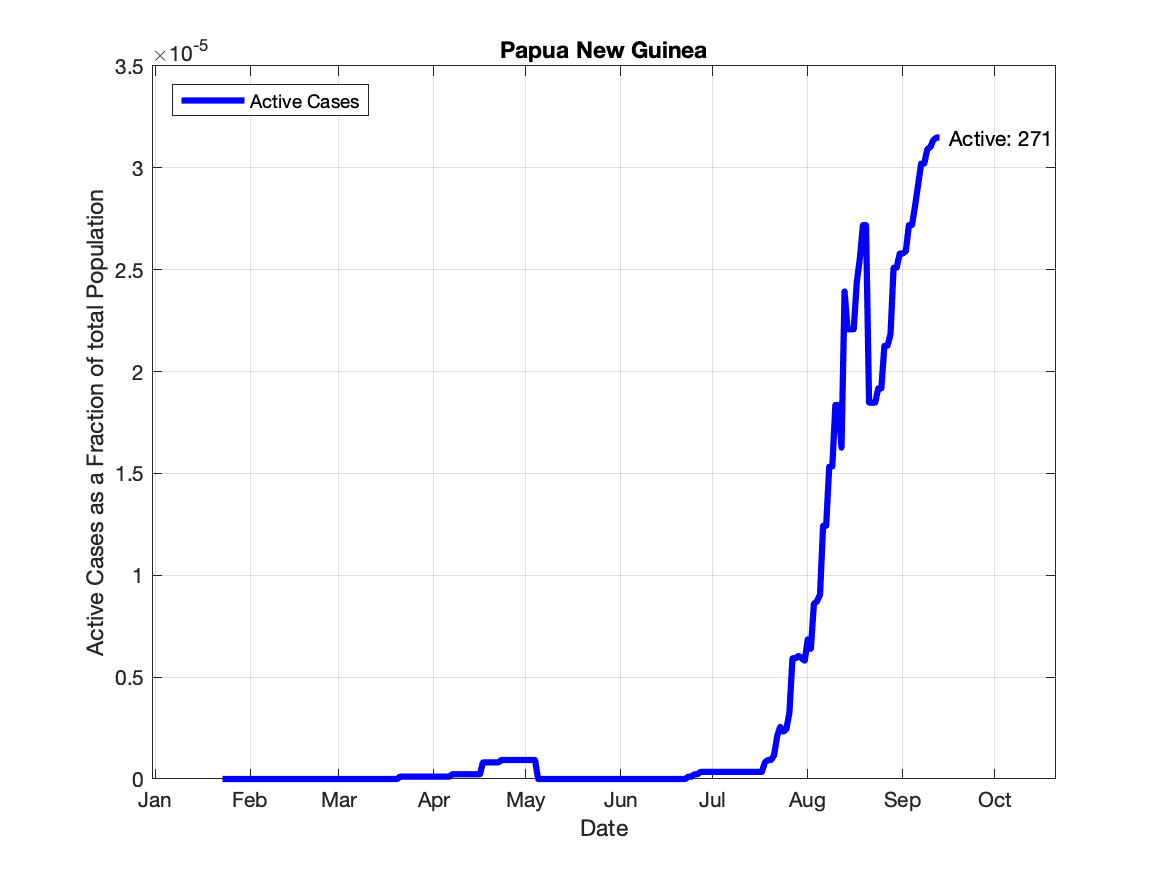 Papua New Guinea
×10-5
3.5
3
2.5
2
1.5
1
0.5
0
Active Cases as a Fraction of total Population
Active Cases
Active: 271
Jan Feb Mar Apr May Jun Jul Aug Sep Oct
Date